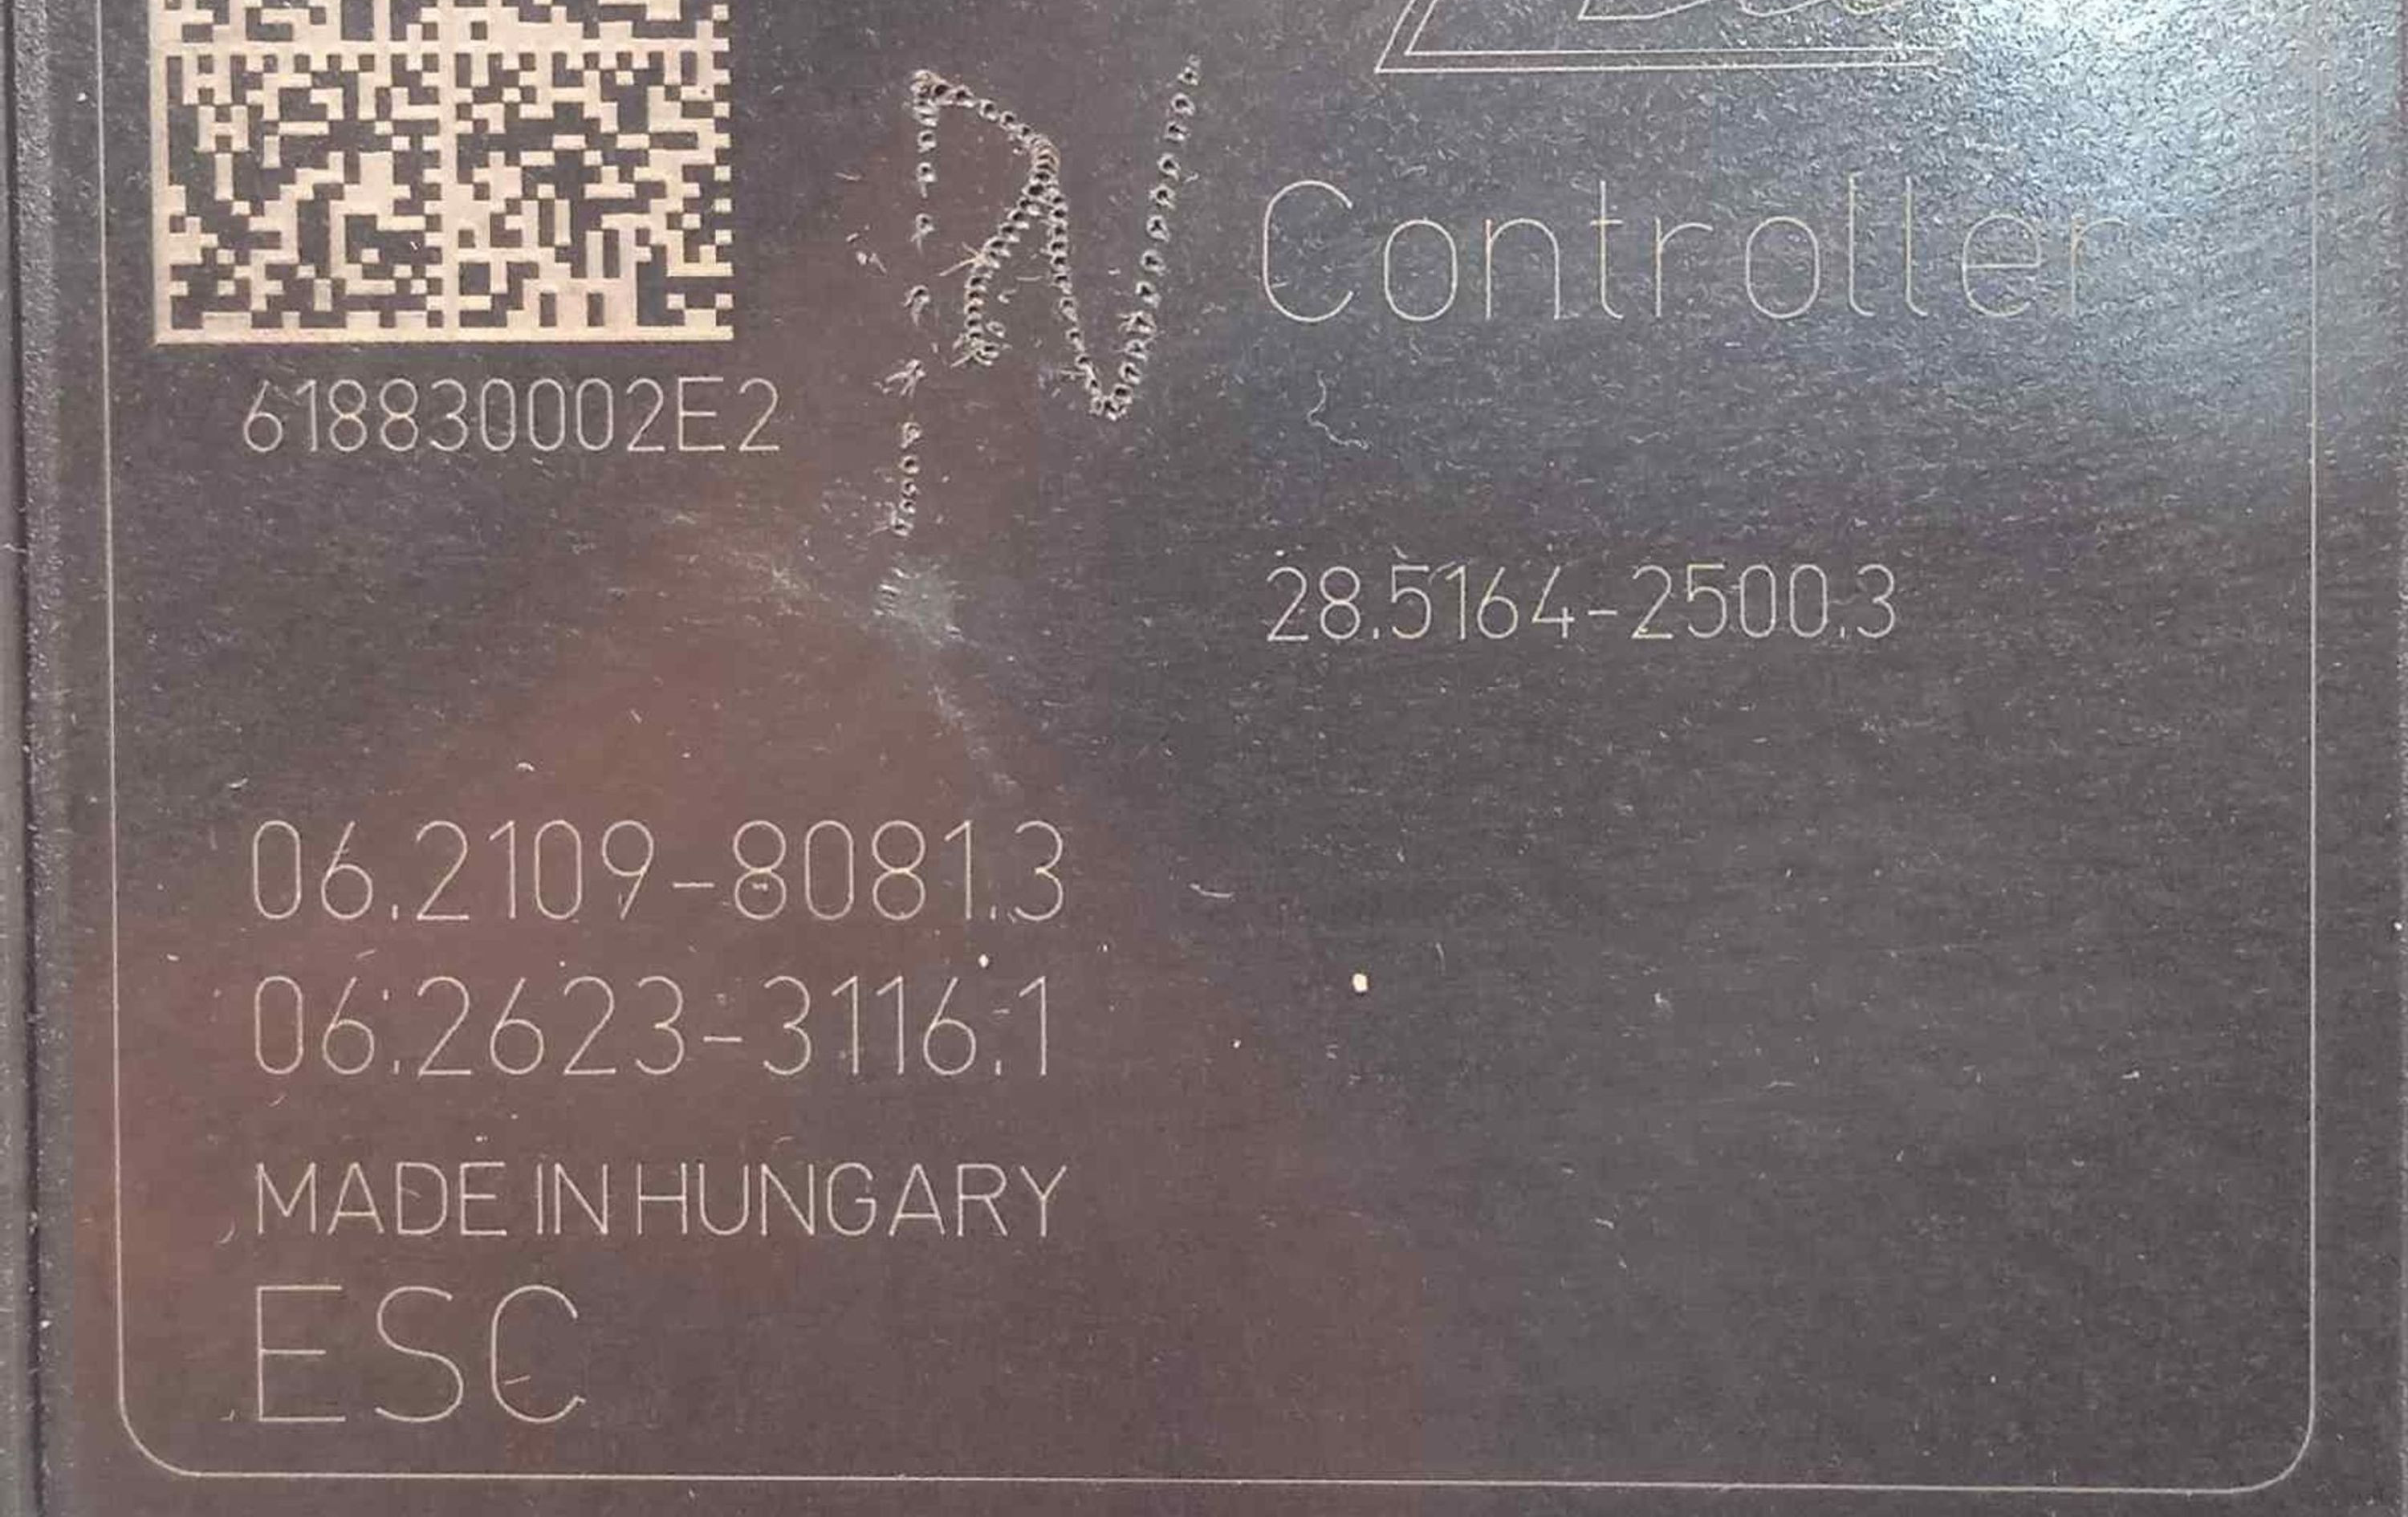 Controller
618830002E2
28.5164-2500.3
06.2109-8081.3
06.2623-3116.1
MADE IN HUNGARY
ESC